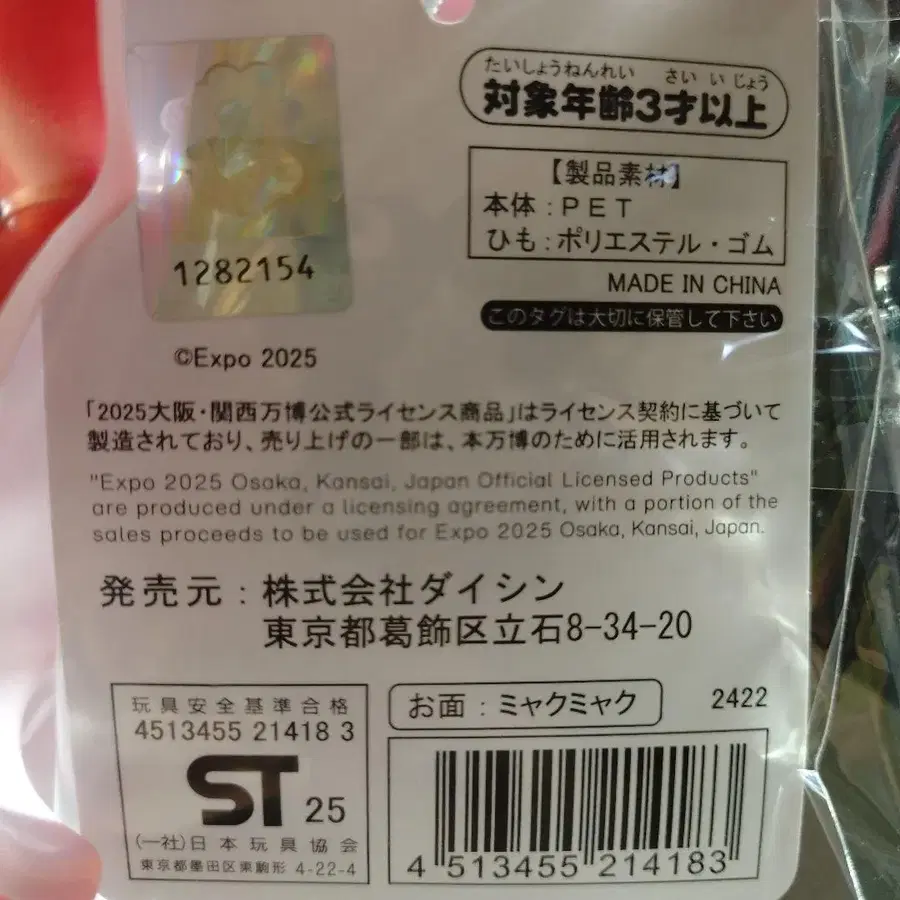 たいしょうねんれい さい いじょう
対象年齢3才以上
【製品素材】
本体：PET
ひも：ポリエステル・ゴム
MADE IN CHINA
このタグは大切に保管して下さい
1282154
©Expo 2025
「2025大阪・関西万博公式ライセンス商品」はライセンス契約に基づいて
製造されており、売り上げの一部は、本万博のために活用されます。
"Expo 2025 Osaka, Kansai, Japan Official Licensed Products"
are produced under a licensing agreement, with a portion of the
sales proceeds to be used for Expo 2025 Osaka, Kansai, Japan.
発売元：株式会社ダイシン
東京都葛飾区立石8-34-20
玩具安全基準合格
4513455 21418 3
ST 25
(一社)日本玩具協会
東京都墨田区東駒形 4-22-4
お面：ミャクミャク
2422
4 513455 214183